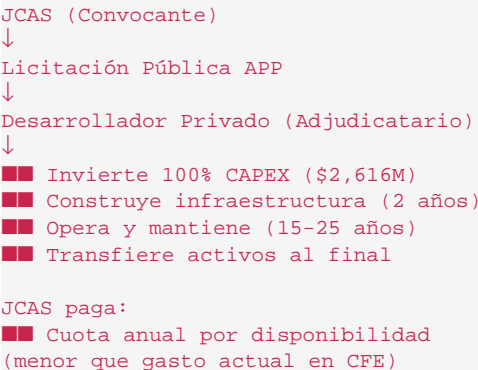 JCAS (Convocante)
↓
Licitación Pública APP
↓
Desarrollador Privado (Adjudicatario)
↓
■■ Invierte 100% CAPEX ($2,616M)
■■ Construye infraestructura (2 años)
■■ Opera y mantiene (15-25 años)
■■ Transfiere activos al final
JCAS paga:
■■ Cuota anual por disponibilidad
(menor que gasto actual en CFE)